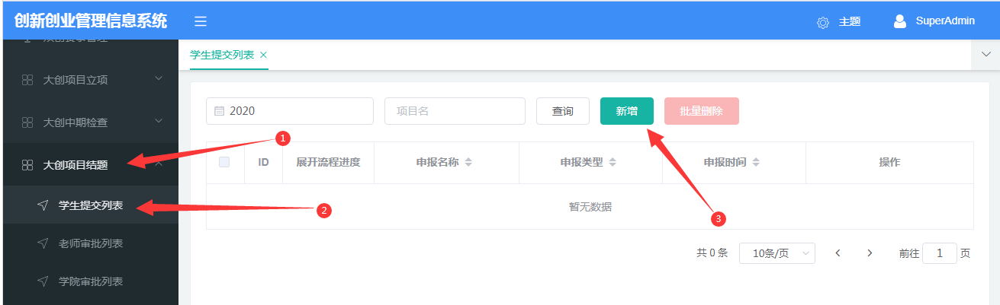 创新创业管理信息系统
主题
SuperAdmin
学生提交列表
大创项目立项
大创中期检查
大创项目结题
学生提交列表
老师审批列表
学院审批列表
2020
项目名
查询
新增
批量删除
1
2
3
ID
展开流程进度
申报名称
申报类型
申报时间
操作
暂无数据
共 0 条
10条/页
前往 1 页